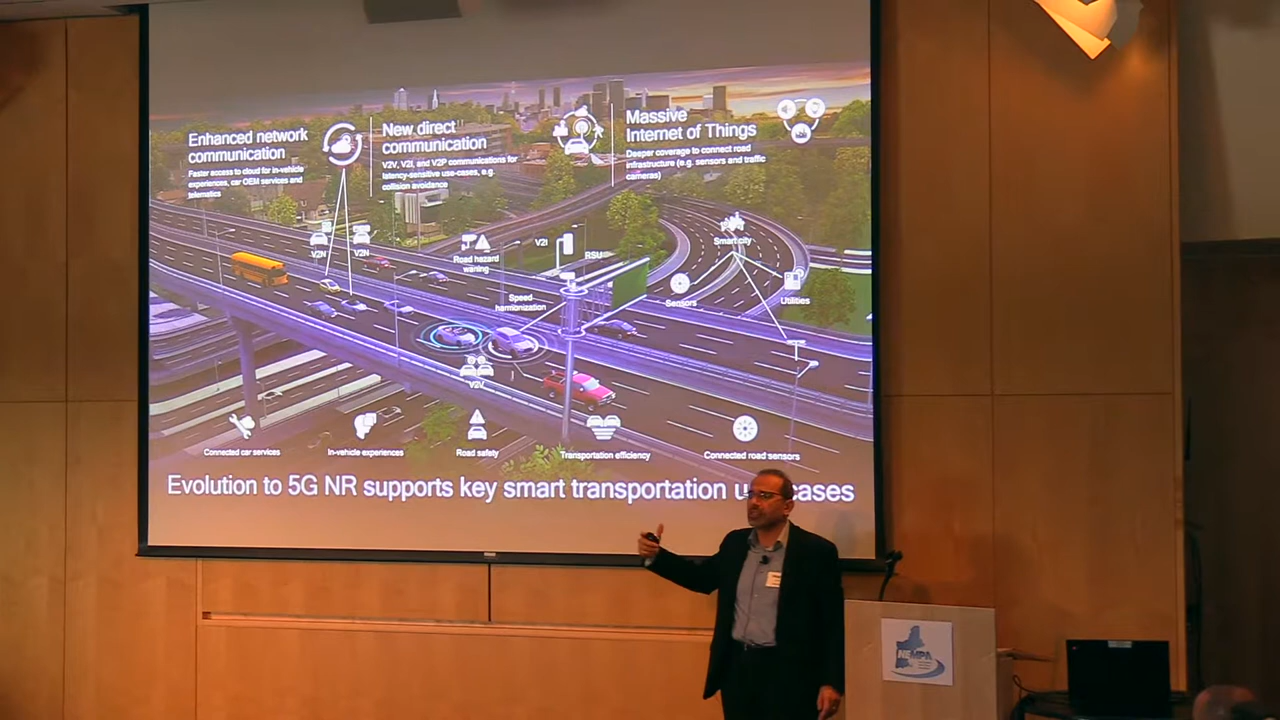 Enhanced network
communication
Faster access to cloud for in-vehicle
experiences, car OEM services and
telematics
New direct
communication
V2V, V2I, and V2P communications for
latency-sensitive use-cases, e.g.
collision avoidance
Massive
Internet of Things
Deeper coverage to connect road
infrastructure (e.g. sensors and traffic
cameras)
V2N
V2N
Road hazard
warning
V2I
RSU
Smart city
Sensors
Utilities
Speed
harmonization
V2V
Connected car services
In-vehicle experiences
Road safety
Transportation efficiency
Connected road sensors
Evolution to 5G NR supports key smart transportation u cases
NEMPA